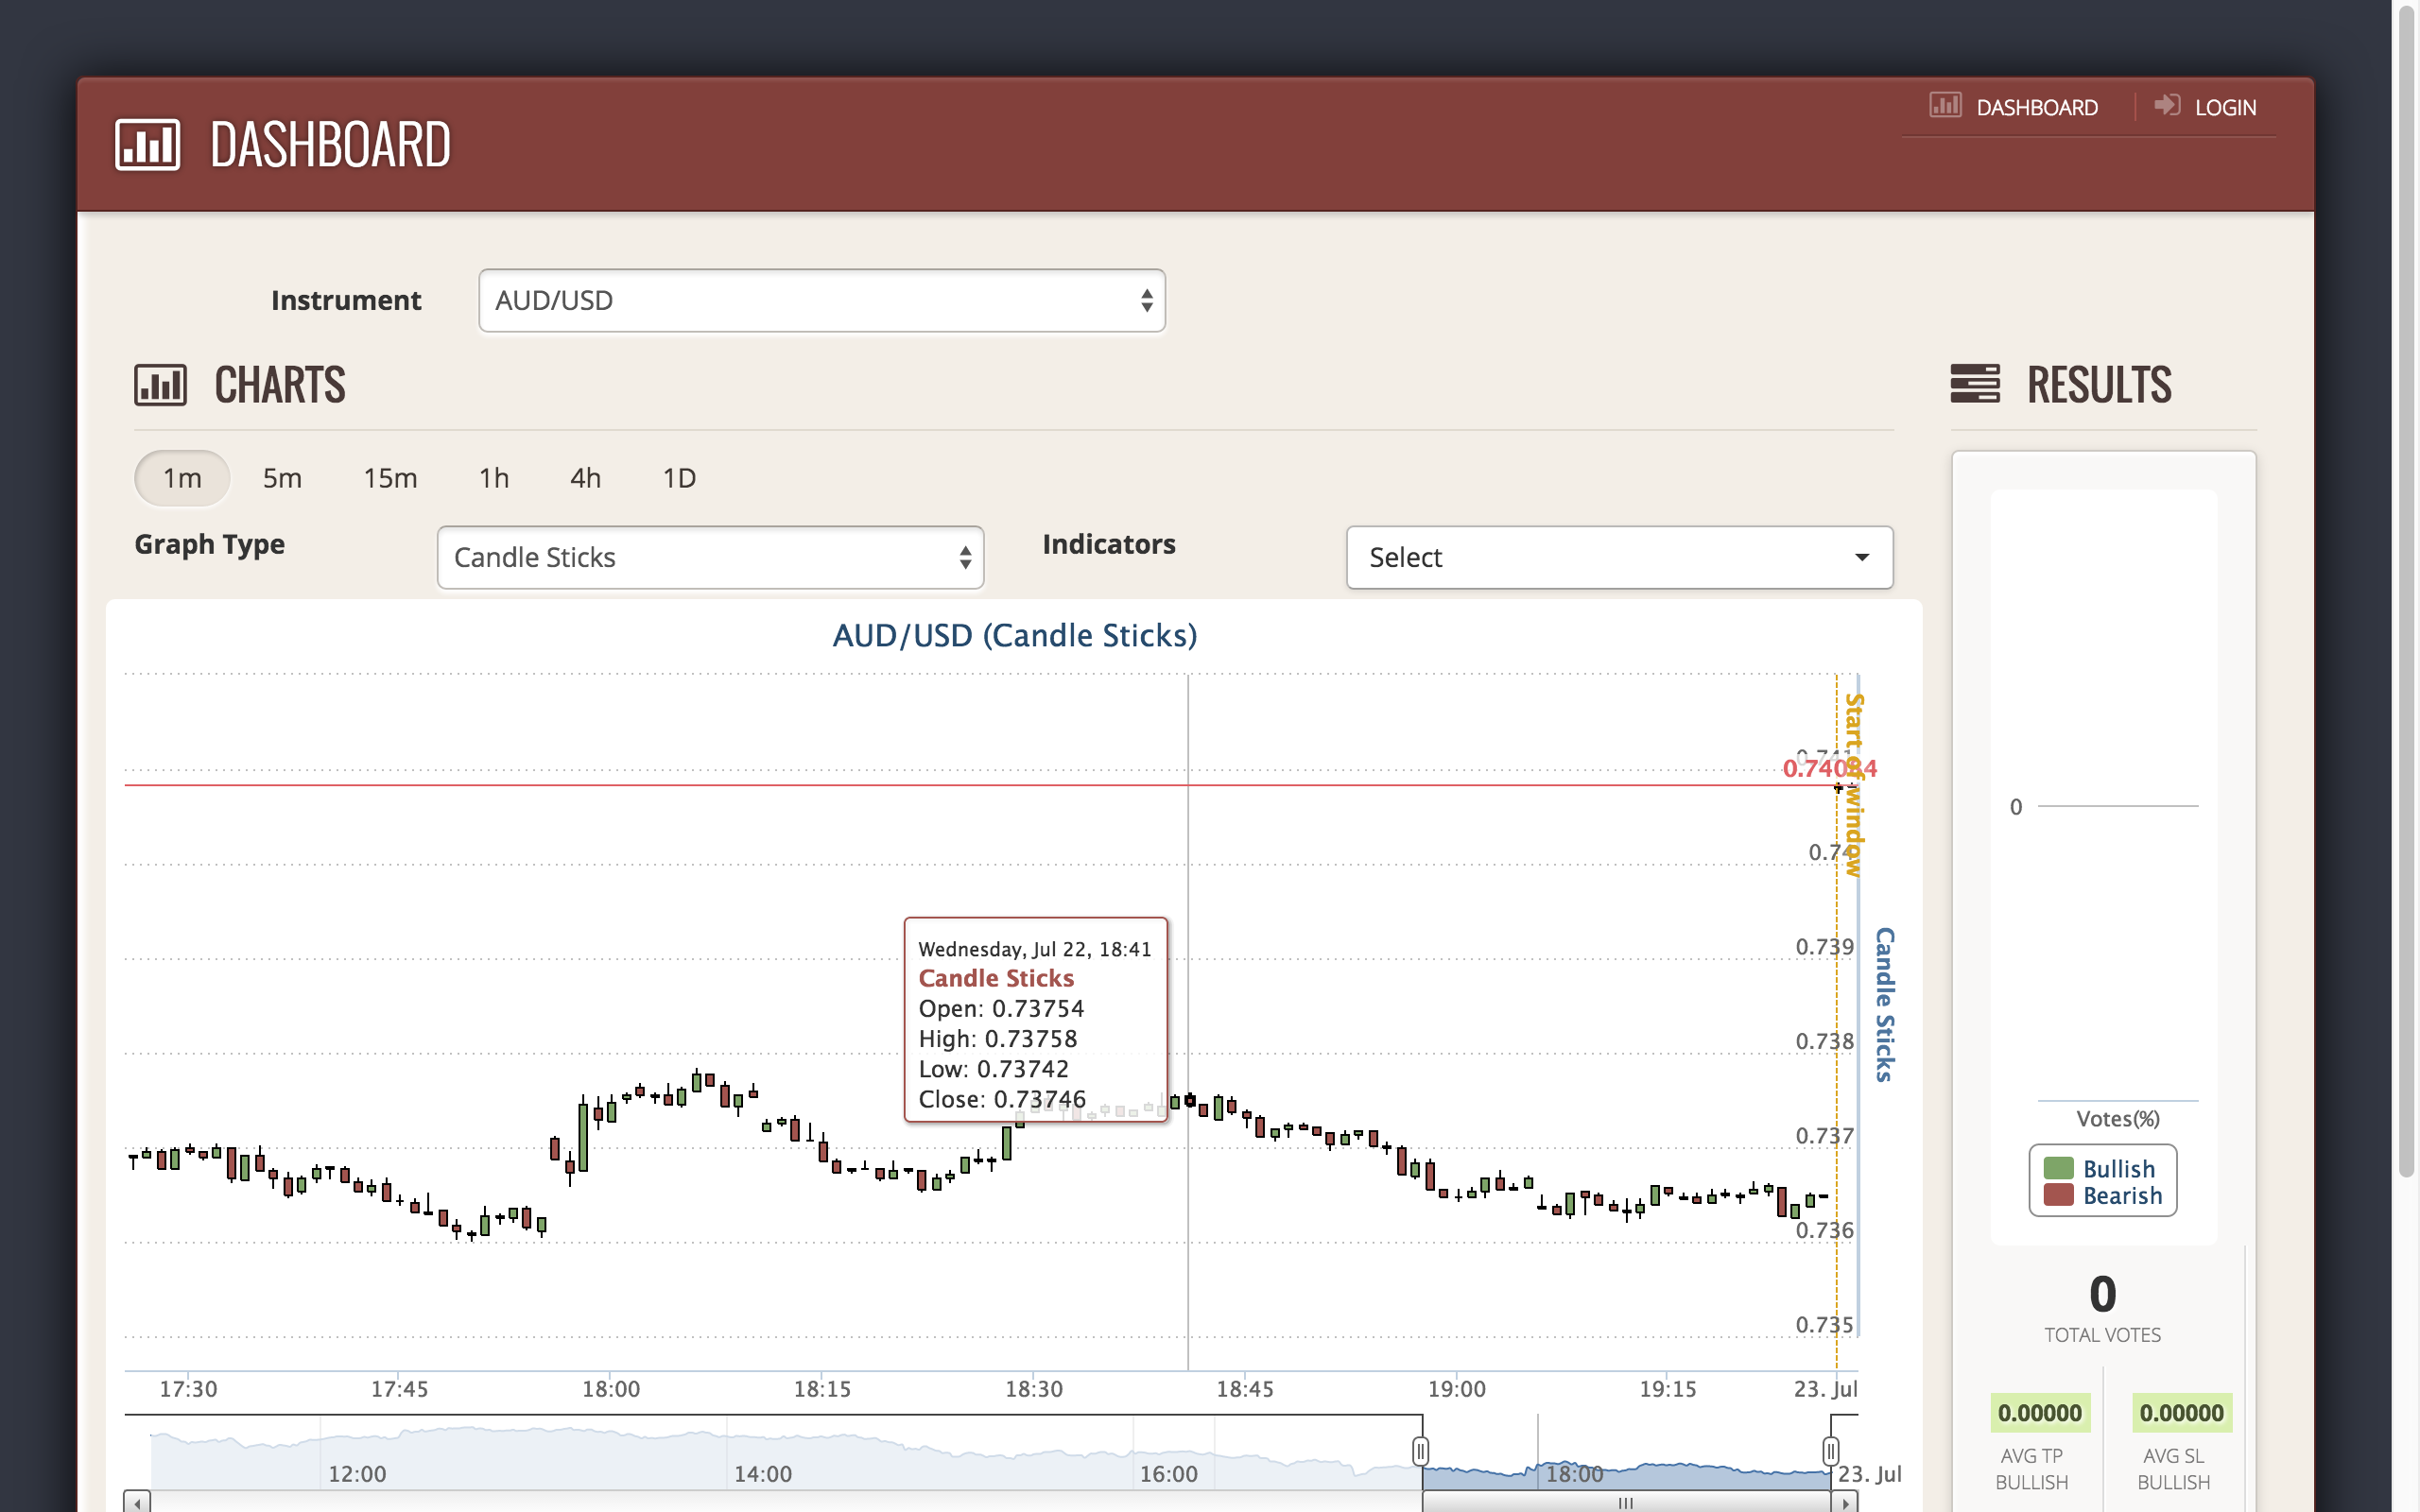 DASHBOARD
DASHBOARD
LOGIN
Instrument
AUD/USD
CHARTS
RESULTS
1m 5m 15m 1h 4h 1D
Graph Type
Candle Sticks
Indicators
Select
AUD/USD (Candle Sticks)
Start of window
0.74
0.739
0.738
0.737
0.736
0.735
Candle Sticks
Wednesday, Jul 22, 18:41
Candle Sticks
Open: 0.73754
High: 0.73758
Low: 0.73742
Close: 0.73746
17:30 17:45 18:00 18:15 18:30 18:45 19:00 19:15 23. Jul
12:00 14:00 16:00 18:00 23. Jul
0
Votes(%)
Bullish
Bearish
0
TOTAL VOTES
0.00000
AVG TP
BULLISH
0.00000
AVG SL
BULLISH